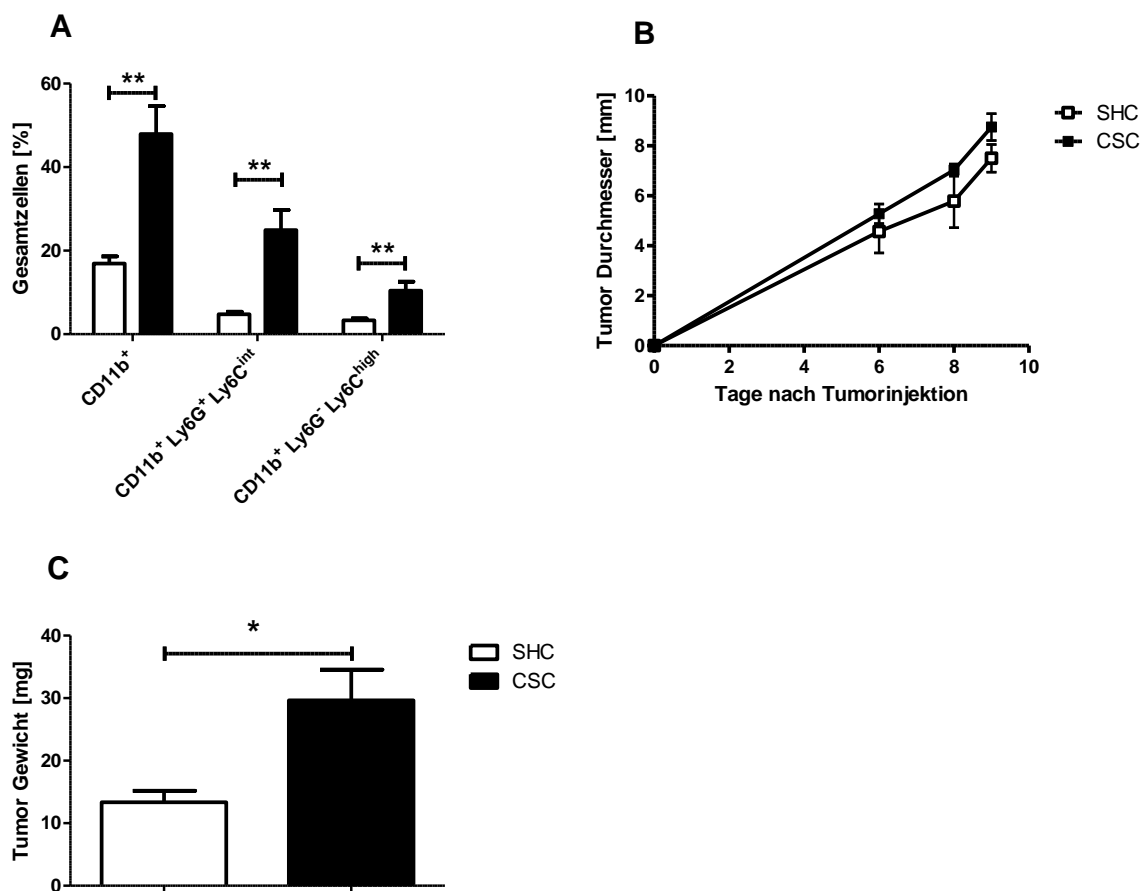 A
Gesamtzellen [%]
60
40
20
0
**
**
**
CD11b⁺
CD11b⁺ Ly6G⁺ Ly6C^int
CD11b⁺ Ly6G⁻ Ly6C^high
B
Tumor Durchmesser [mm]
10
8
6
4
2
0
0 2 4 6 8 10
Tage nach Tumorinjektion
SHC
CSC
C
Tumor Gewicht [mg]
40
30
20
10
0
*
SHC
CSC